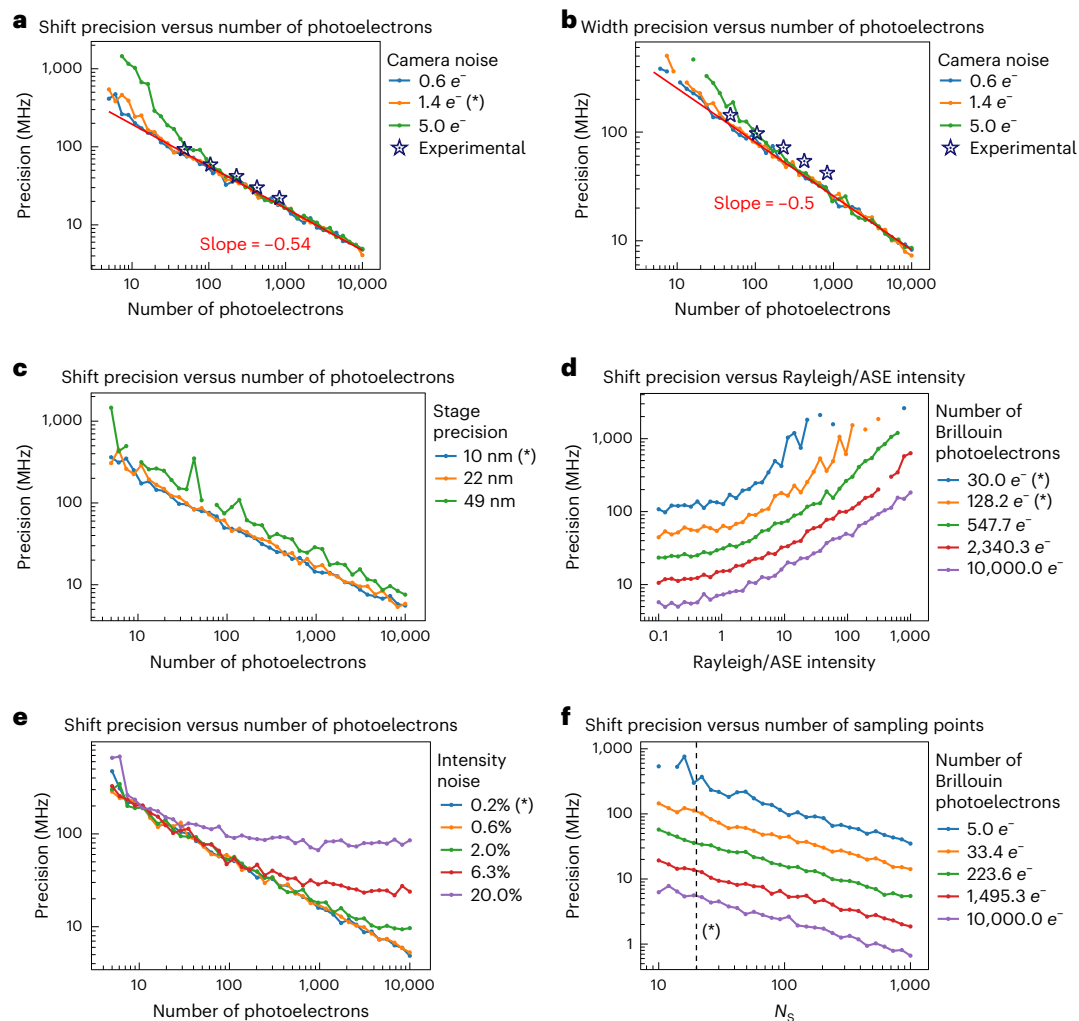 a Shift precision versus number of photoelectrons
1,000
100
10
Precision (MHz)
10
100
1,000
10,000
Number of photoelectrons
Slope = –0.54
Camera noise
0.6 e–
1.4 e– (*)
5.0 e–
Experimental
b Width precision versus number of photoelectrons
100
10
Precision (MHz)
10
100
1,000
10,000
Number of photoelectrons
Slope = –0.5
Camera noise
0.6 e–
1.4 e–
5.0 e–
Experimental
c Shift precision versus number of photoelectrons
1,000
100
10
Precision (MHz)
10
100
1,000
10,000
Number of photoelectrons
Stage
precision
10 nm (*)
22 nm
49 nm
d Shift precision versus Rayleigh/ASE intensity
1,000
100
10
Precision (MHz)
0.1
1
10
100
1,000
Rayleigh/ASE intensity
Number of
Brillouin
photoelectrons
30.0 e– (*)
128.2 e– (*)
547.7 e–
2,340.3 e–
10,000.0 e–
e Shift precision versus number of photoelectrons
100
10
Precision (MHz)
10
100
1,000
10,000
Number of photoelectrons
Intensity
noise
0.2% (*)
0.6%
2.0%
6.3%
20.0%
f Shift precision versus number of sampling points
1,000
100
10
1
Precision (MHz)
(*)
10
100
1,000
NS
Number of
Brillouin
photoelectrons
5.0 e–
33.4 e–
223.6 e–
1,495.3 e–
10,000.0 e–